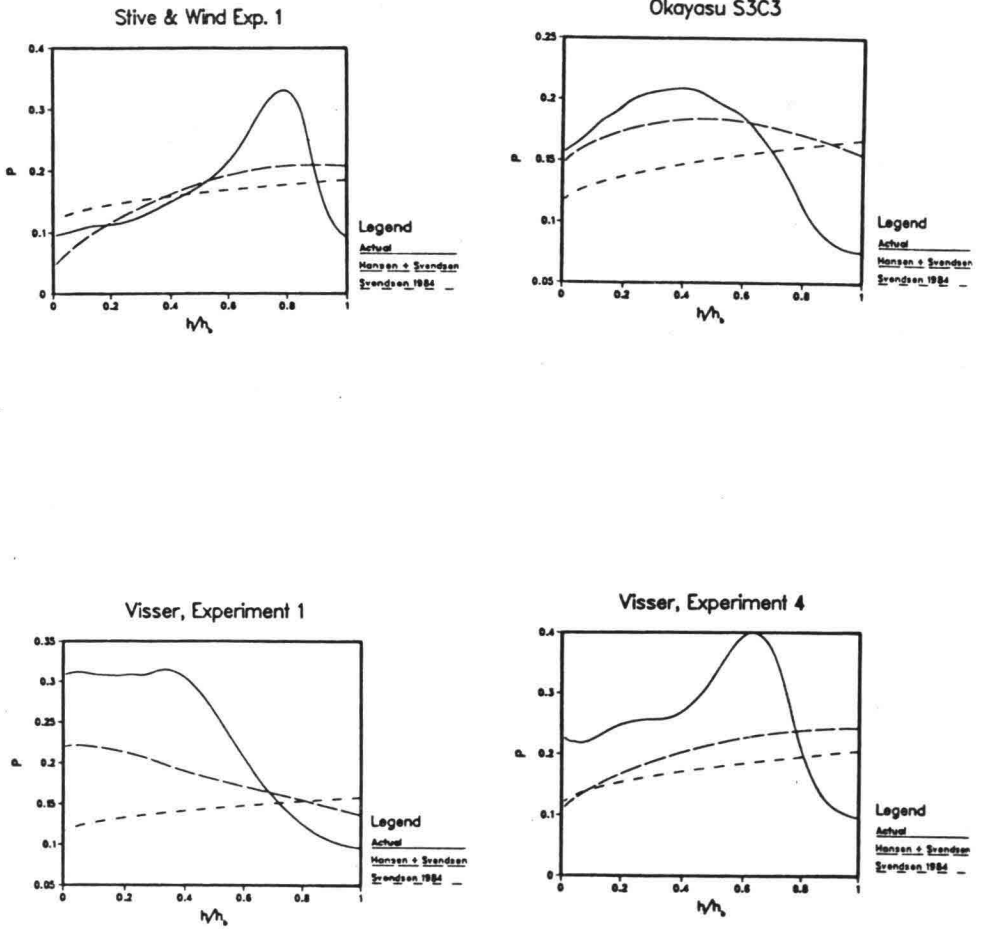 Stive & Wind Exp. 1
0.4
0.3
0.2
0.1
0
P
0
0.2
0.4
0.6
0.8
1
h/h_b
Legend
Actual
Hansen + Svendsen
Svendsen 1984
Okayasu S3C3
0.25
0.2
0.15
0.1
0.05
P
0
0.2
0.4
0.6
0.8
1
h/h_b
Legend
Actual
Hansen + Svendsen
Svendsen 1984
Visser, Experiment 1
0.35
0.3
0.25
0.2
0.15
0.1
0.05
P
0
0.2
0.4
0.6
0.8
1
h/h_b
Legend
Actual
Hansen + Svendsen
Svendsen 1984
Visser, Experiment 4
0.4
0.3
0.2
0.1
0
P
0
0.2
0.4
0.6
0.8
1
h/h_b
Legend
Actual
Hansen + Svendsen
Svendsen 1984